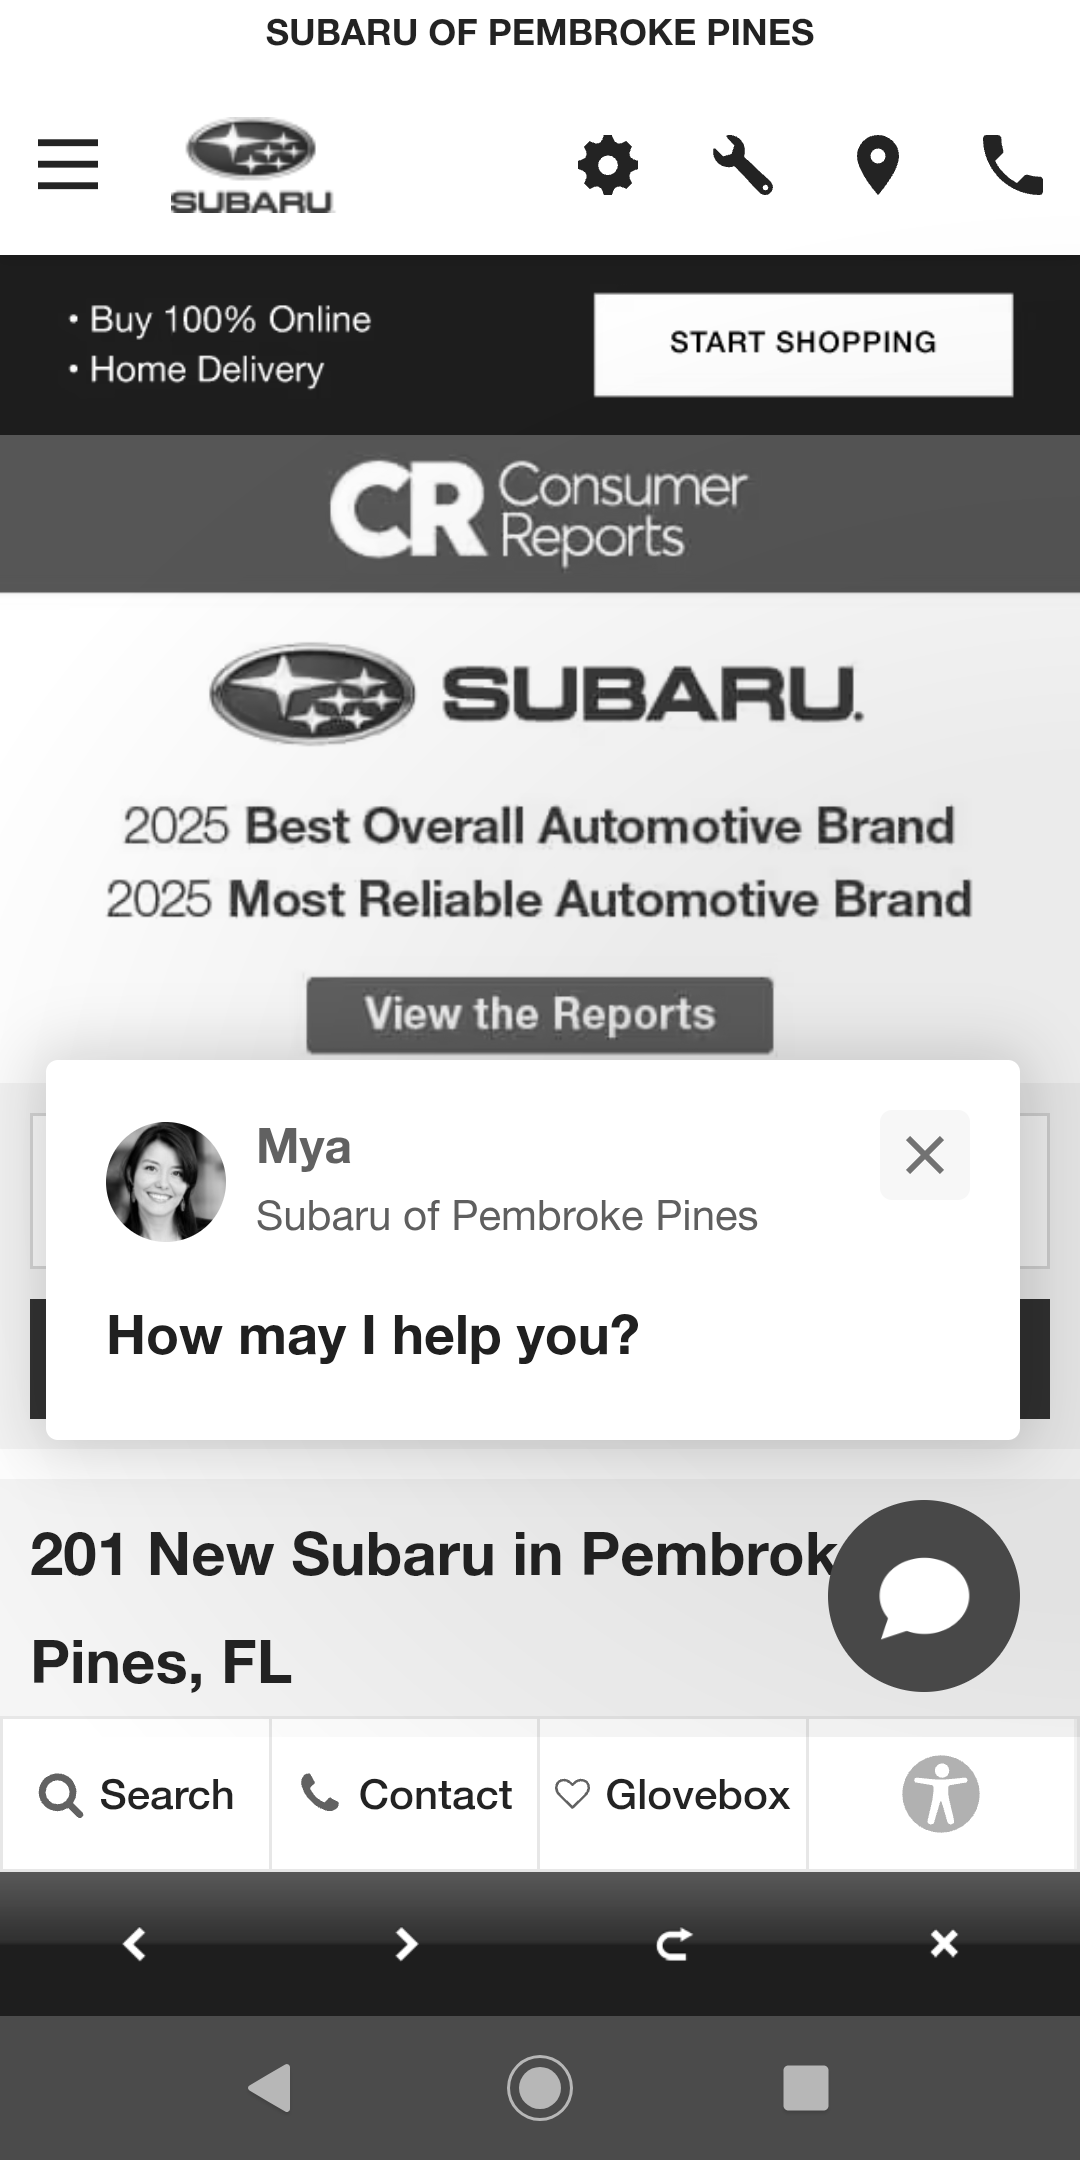 SUBARU OF PEMBROKE PINES
SUBARU
• Buy 100% Online
• Home Delivery
START SHOPPING
CR Consumer
Reports
SUBARU.
2025 Best Overall Automotive Brand
2025 Most Reliable Automotive Brand
View the Reports
Mya
Subaru of Pembroke Pines
How may I help you?
201 New Subaru in Pembrok
Pines, FL
Search
Contact
Glovebox